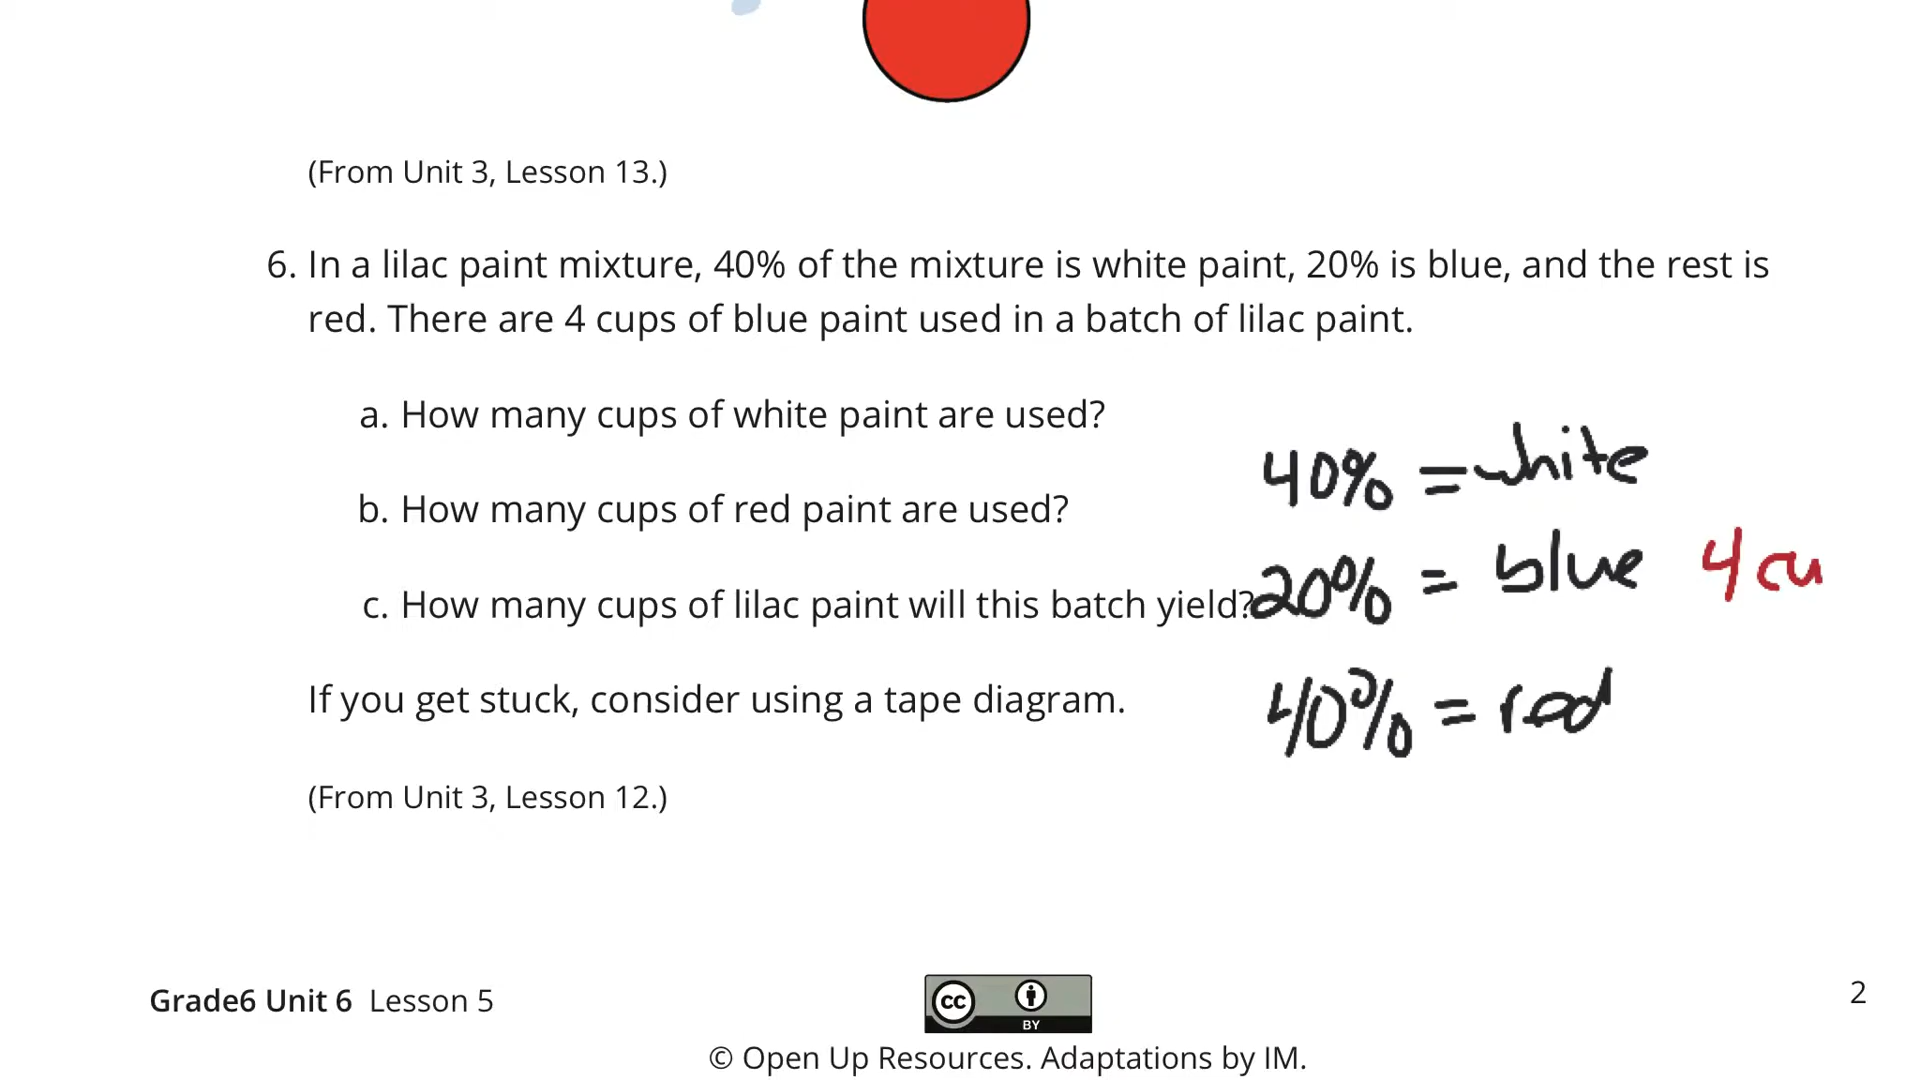 (From Unit 3, Lesson 13.)
6. In a lilac paint mixture, 40% of the mixture is white paint, 20% is blue, and the rest is
red. There are 4 cups of blue paint used in a batch of lilac paint.
a. How many cups of white paint are used?
40% = white
b. How many cups of red paint are used?
20% = blue 4 cu
c. How many cups of lilac paint will this batch yield?
If you get stuck, consider using a tape diagram.
40% = red
(From Unit 3, Lesson 12.)
Grade6 Unit 6 Lesson 5
cc
BY
2
© Open Up Resources. Adaptations by IM.